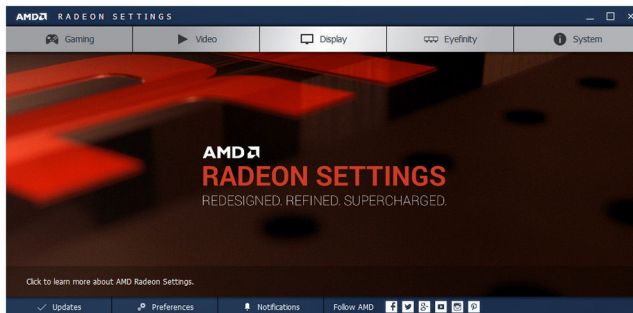 AMD RADEON SETTINGS
Gaming
Video
Display
Eyefinity
System
AMD
RADEON SETTINGS
REDESIGNED. REFINED. SUPERCHARGED.
Click to learn more about AMD Radeon Settings.
Updates
Preferences
Notifications
Follow AMD